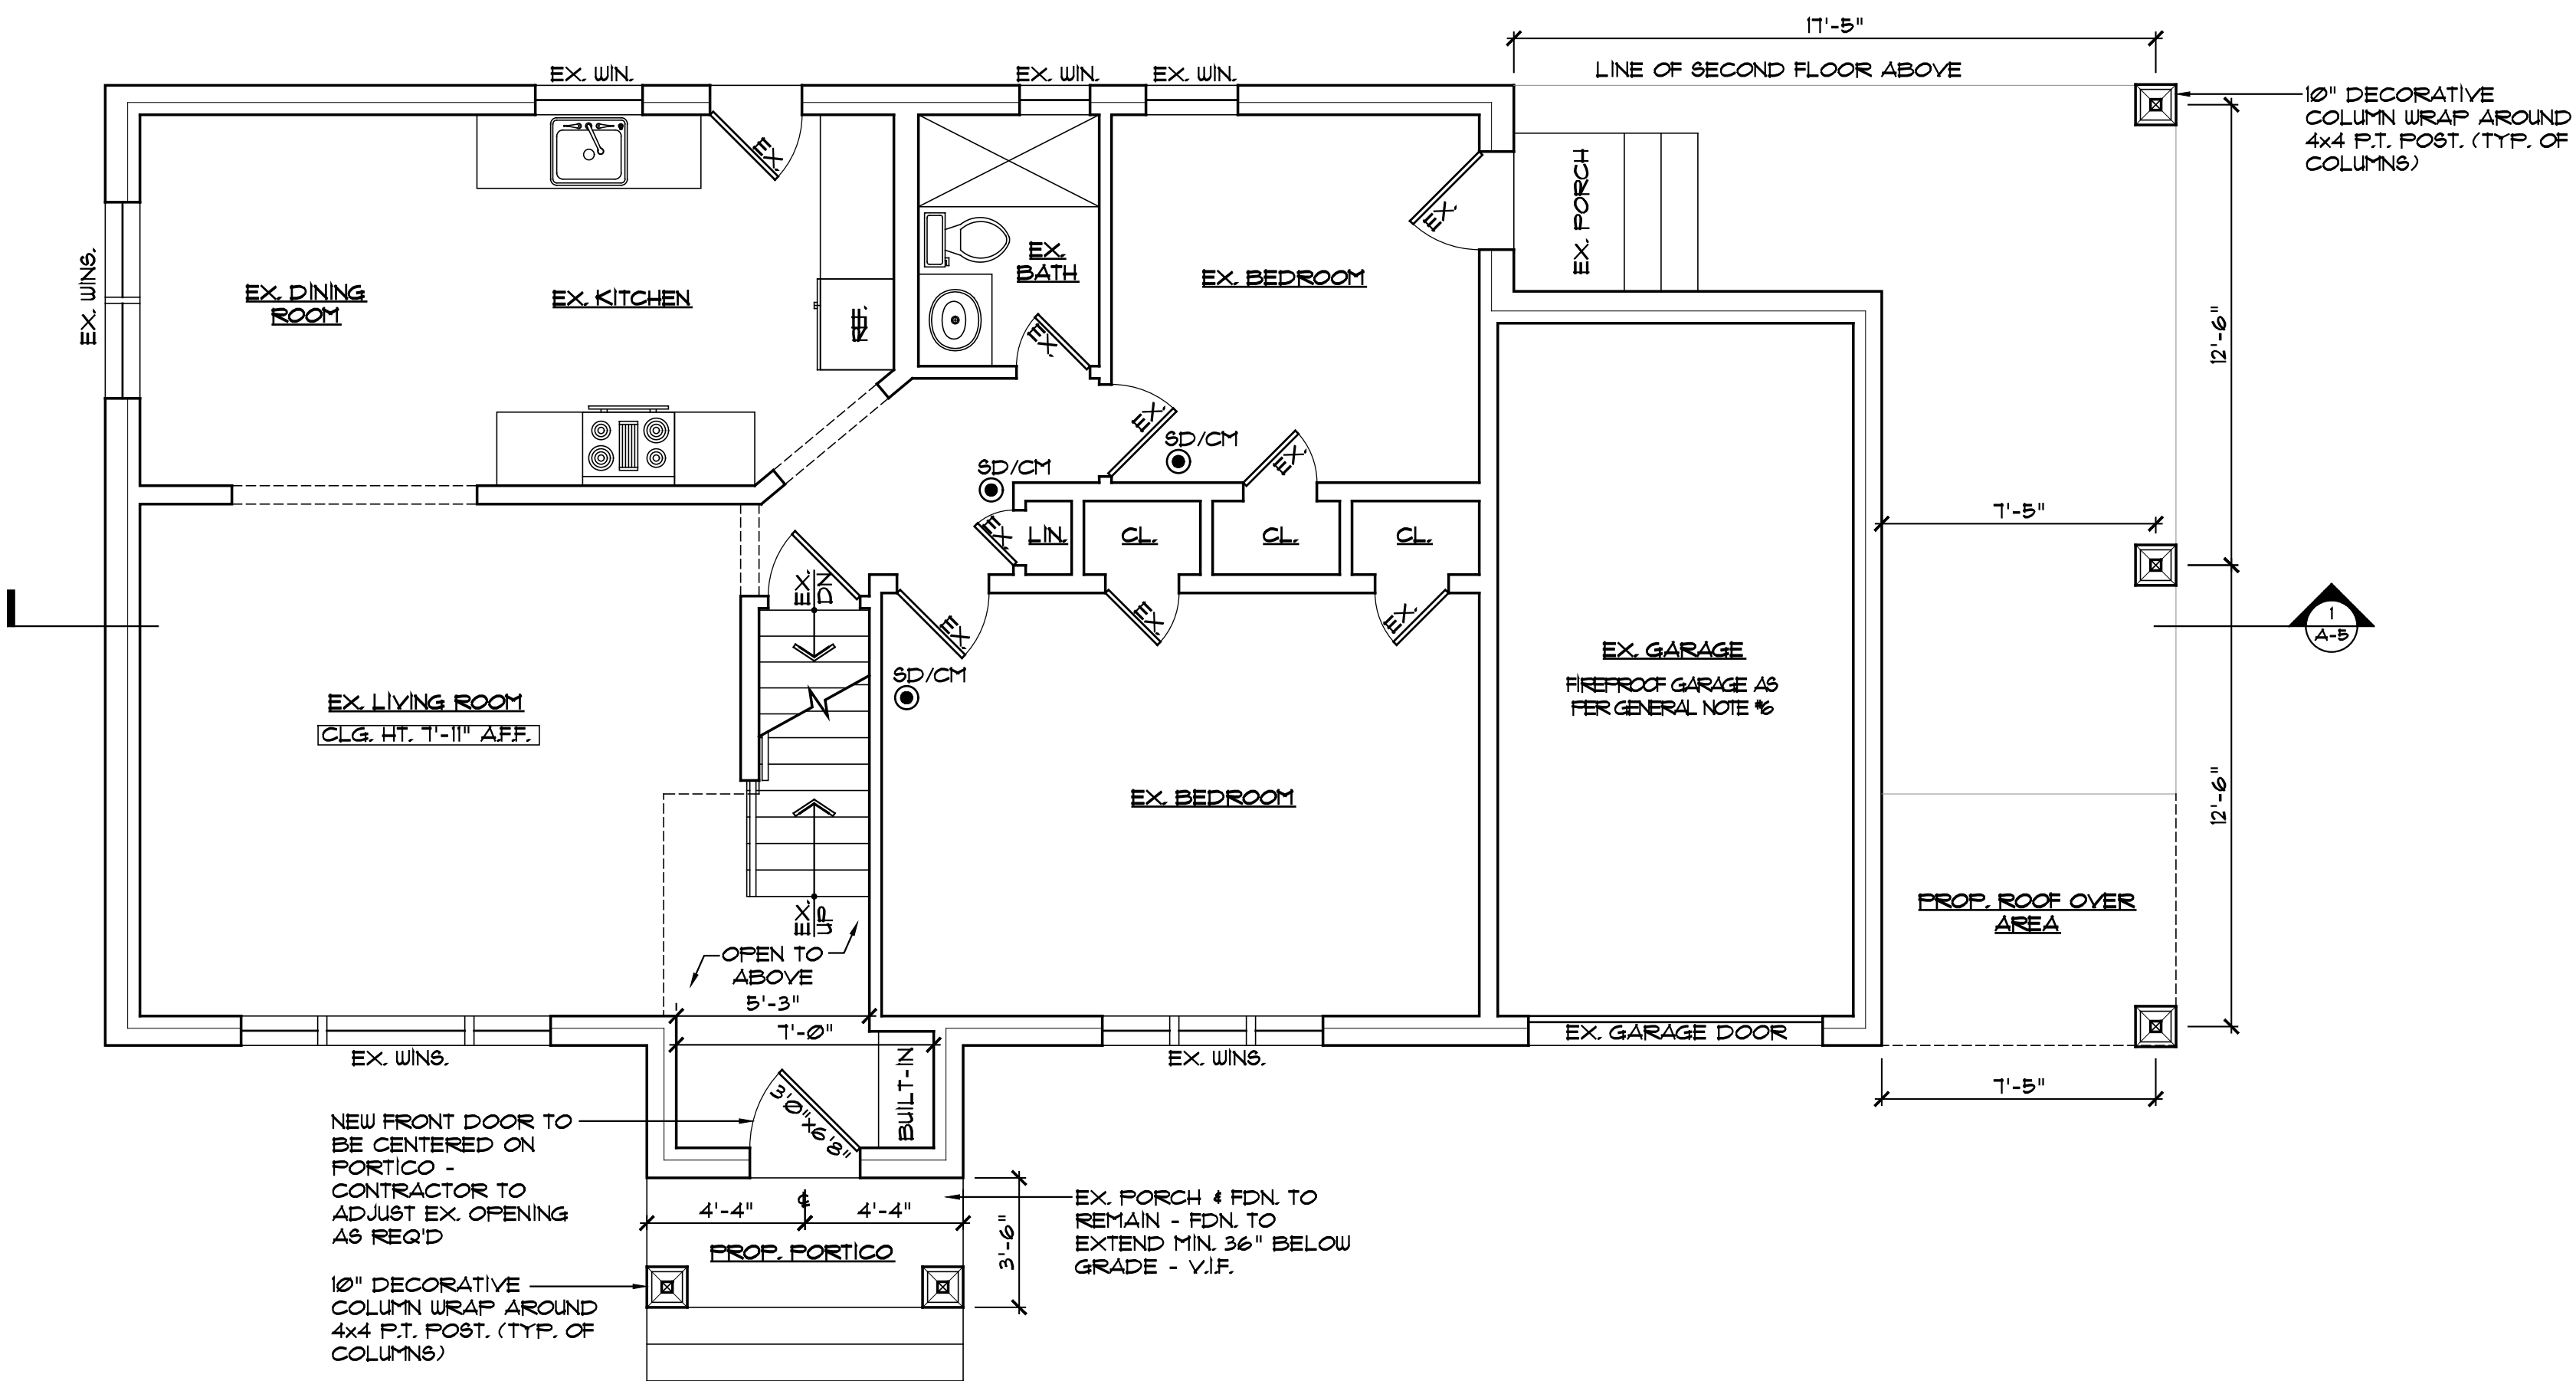 17'-5"
LINE OF SECOND FLOOR ABOVE
EX. WIN.
EX. WIN.
EX. WIN.
10" DECORATIVE
COLUMN WRAP AROUND
4x4 P.T. POST. (TYP. OF
COLUMNS)
EX.
EX. PORCH
EX.
EX. WINS.
EX. DINING
ROOM
EX. KITCHEN
REF.
EX.
BATH
EX.
EX. BEDROOM
12'-6"
EX.
SD/CM
EX.
SD/CM
EX.
LIN.
CL.
CL.
CL.
7'-5"
EX.
DN
EX.
EX.
EX.
1
A-5
SD/CM
EX. LIVING ROOM
CLG. HT. 7'-11" A.F.F.
EX. GARAGE
FIREPROOF GARAGE AS
PER GENERAL NOTE #6
EX. BEDROOM
12'-6"
EX.
UP
OPEN TO
ABOVE
PROP. ROOF OVER
AREA
5'-3"
7'-0"
EX. WINS.
EX. WINS.
EX. GARAGE DOOR
7'-5"
BUILT-IN
3'0"x6'8"
NEW FRONT DOOR TO
BE CENTERED ON
PORTICO -
CONTRACTOR TO
ADJUST EX. OPENING
AS REQ'D
4'-4"
℄
4'-4"
3'-6"
PROP. PORTICO
EX. PORCH & FDN. TO
REMAIN - FDN. TO
EXTEND MIN. 36" BELOW
GRADE - V.I.F.
10" DECORATIVE
COLUMN WRAP AROUND
4x4 P.T. POST. (TYP. OF
COLUMNS)